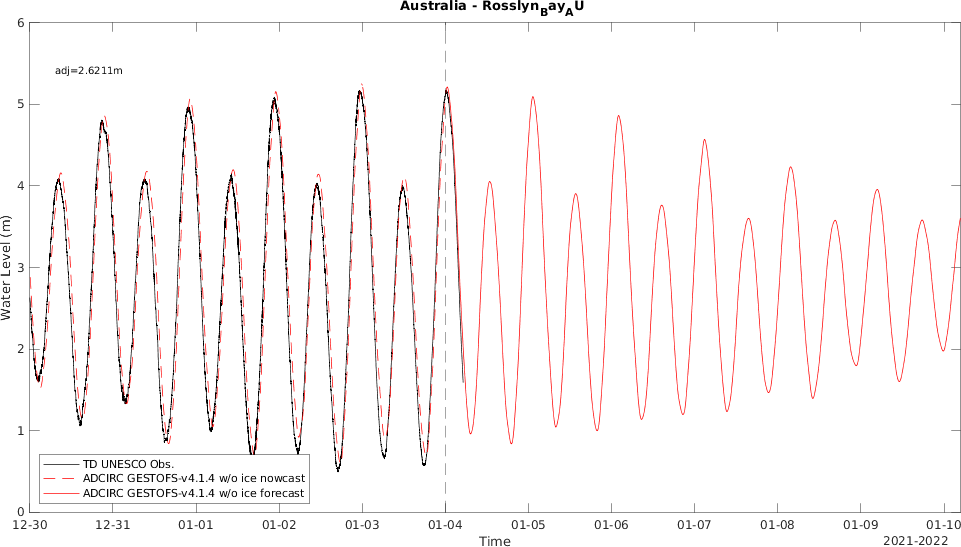 Australia - Rosslyn_Bay_AU
adj=2.6211m
Water Level (m)
6
5
4
3
2
1
0
TD UNESCO Obs.
ADCIRC GESTOFS-v4.1.4 w/o ice nowcast
ADCIRC GESTOFS-v4.1.4 w/o ice forecast
12-30 12-31 01-01 01-02 01-03 01-04 01-05 01-06 01-07 01-08 01-09 01-10
Time
2021-2022